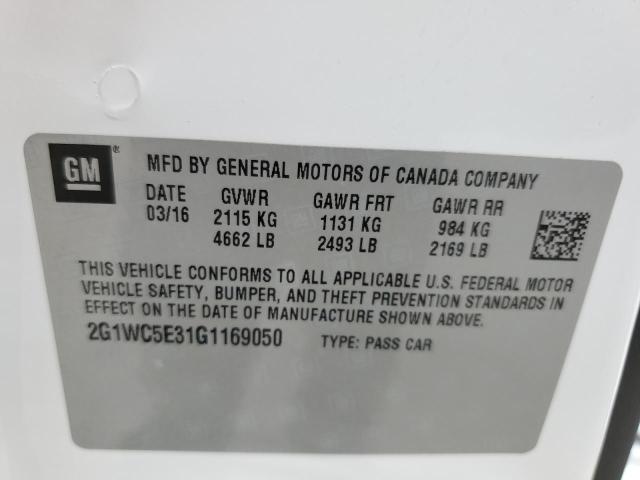 GM ®
MFD BY GENERAL MOTORS OF CANADA COMPANY
DATE GVWR GAWR FRT GAWR RR
03/16 2115 KG 1131 KG 984 KG
4662 LB 2493 LB 2169 LB
THIS VEHICLE CONFORMS TO ALL APPLICABLE U.S. FEDERAL MOTOR
VEHICLE SAFETY, BUMPER, AND THEFT PREVENTION STANDARDS IN
EFFECT ON THE DATE OF MANUFACTURE SHOWN ABOVE.
2G1WC5E31G1169050 TYPE: PASS CAR